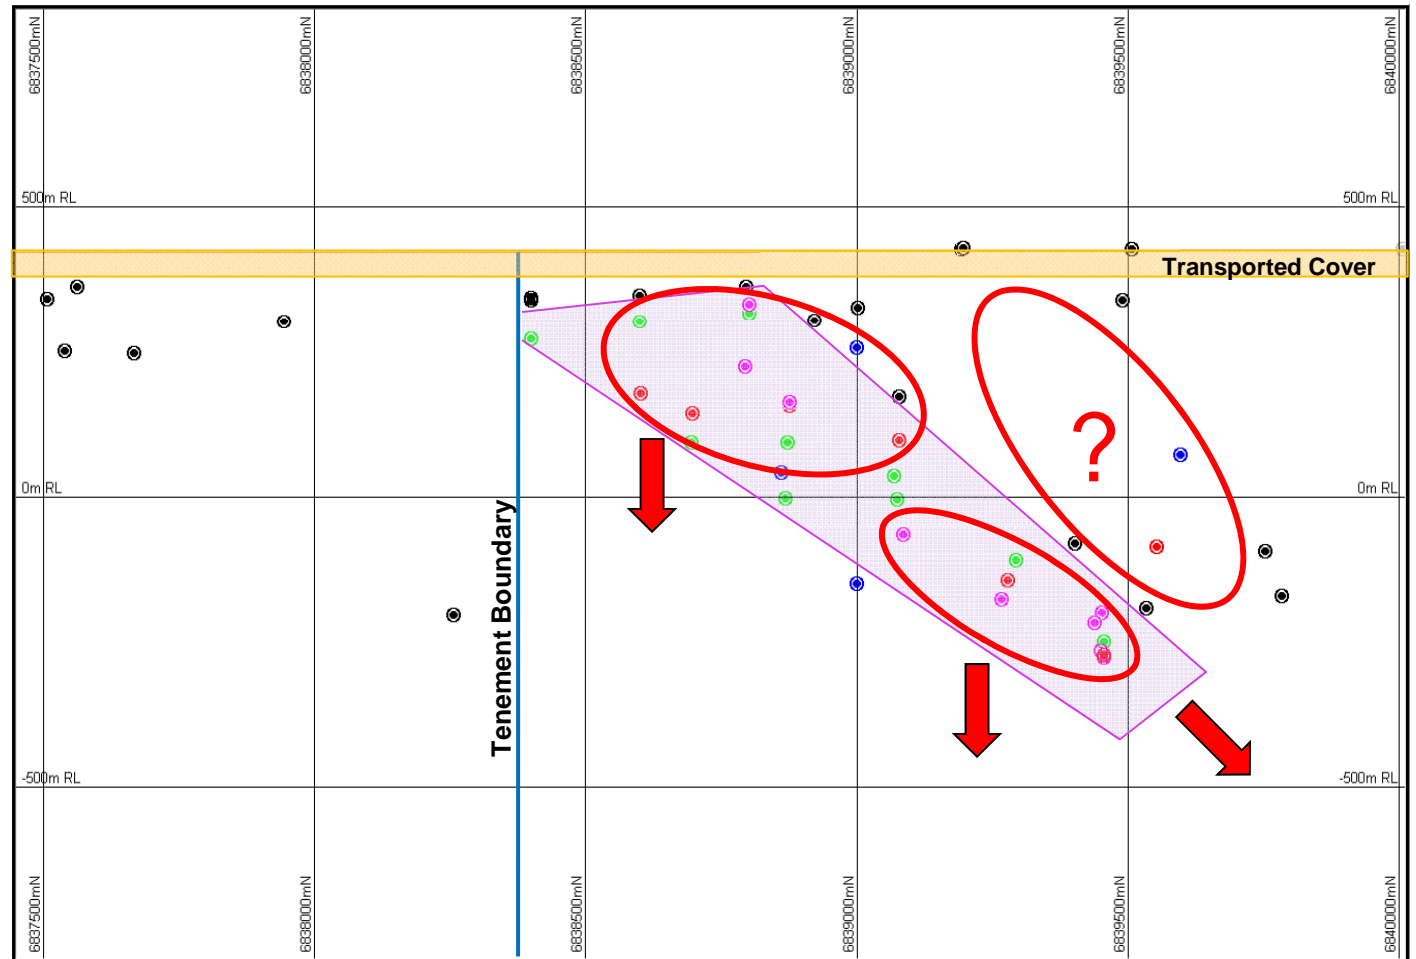 6837500mN
6838000mN
6838500mN
6839000mN
6839500mN
6840000mN
500m RL
500m RL
Transported Cover
?
0m RL
0m RL
Tenement Boundary
-500m RL
-500m RL
6837500mN
6838000mN
6838500mN
6839000mN
6839500mN
6840000mN